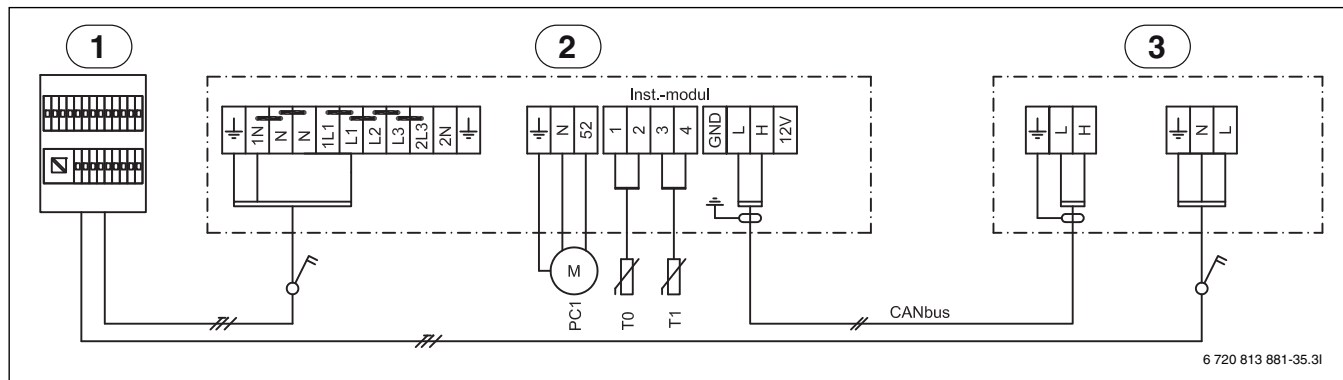 1 2 3
Inst.-modul
1N N N 1L1 L1 L2 L3 2L3 2N
N 52
1 2 3 4
GND L H 12V
L H
N L
M
PC1
T0
T1
CANbus
6 720 813 881-35.3I